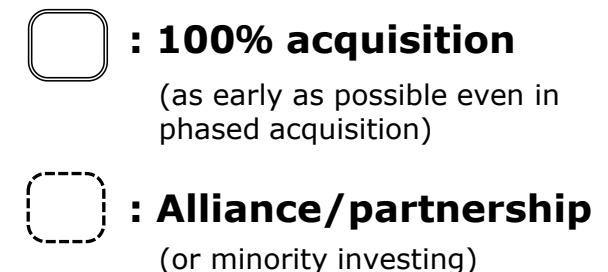 : 100% acquisition
(as early as possible even in
phased acquisition)
: Alliance/partnership
(or minority investing)